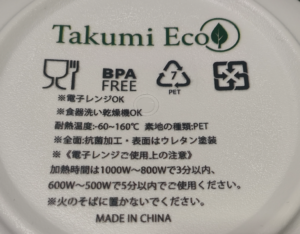 Takumi Eco
BPA
FREE
7
PET
※電子レンジOK
※食器洗い乾燥機OK
耐熱温度:-60~160℃ 素地の種類:PET
※全面:抗菌加工・表面はウレタン塗装
※《電子レンジご使用上の注意》
加熱時間は1000W~800Wで3分以内、
600W~500Wで5分以内でご使用ください。
※火のそばに置かないでください。
MADE IN CHINA